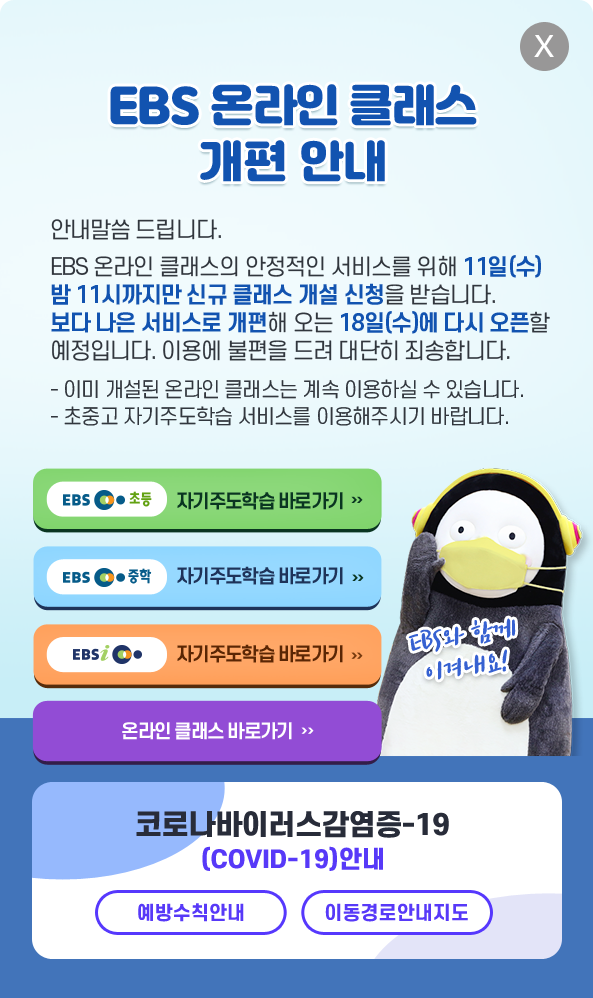 X
EBS 온라인 클래스
개편 안내
안내말씀 드립니다.
EBS 온라인 클래스의 안정적인 서비스를 위해 11일(수)
밤 11시까지만 신규 클래스 개설 신청을 받습니다.
보다 나은 서비스로 개편해 오는 18일(수)에 다시 오픈할
예정입니다. 이용에 불편을 드려 대단히 죄송합니다.
- 이미 개설된 온라인 클래스는 계속 이용하실 수 있습니다.
- 초중고 자기주도학습 서비스를 이용해주시기 바랍니다.
EBS 초등 자기주도학습 바로가기 >>
EBS 중학 자기주도학습 바로가기 >>
EBSi 자기주도학습 바로가기 >>
EBS와 함께
이겨내요!
온라인 클래스 바로가기 >>
코로나바이러스감염증-19
(COVID-19)안내
예방수칙안내 이동경로안내지도